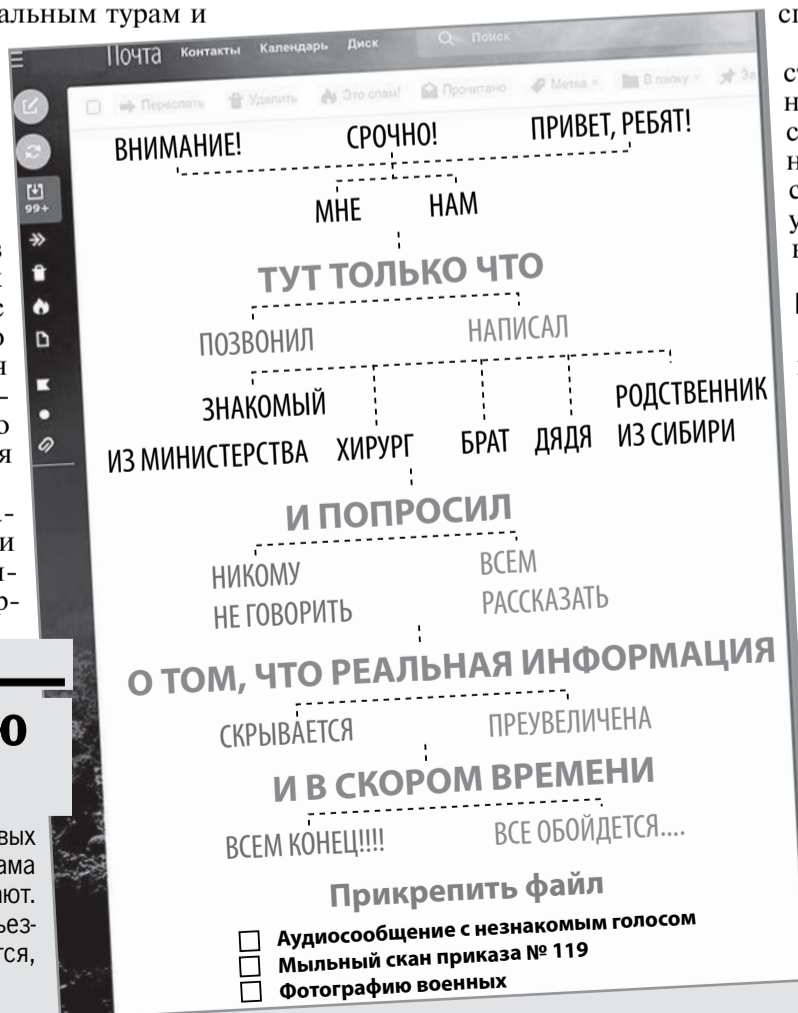 альным турам и
Почта Контакты Календарь Диск Поиск
Переслать Удалить Это спам! Прочитано Метка В папку
99+
ВНИМАНИЕ! СРОЧНО! ПРИВЕТ, РЕБЯТ!
МНЕ НАМ
ТУТ ТОЛЬКО ЧТО
ПОЗВОНИЛ НАПИСАЛ
ЗНАКОМЫЙ
ИЗ МИНИСТЕРСТВА ХИРУРГ БРАТ ДЯДЯ РОДСТВЕННИК
ИЗ СИБИРИ
И ПОПРОСИЛ
НИКОМУ
НЕ ГОВОРИТЬ
ВСЕМ
РАССКАЗАТЬ
О ТОМ, ЧТО РЕАЛЬНАЯ ИНФОРМАЦИЯ
СКРЫВАЕТСЯ ПРЕУВЕЛИЧЕНА
И В СКОРОМ ВРЕМЕНИ
ВСЕМ КОНЕЦ!!!! ВСЕ ОБОЙДЕТСЯ....
Прикрепить файл
Аудиосообщение с незнакомым голосом
Мыльный скан приказа № 119
Фотографию военных